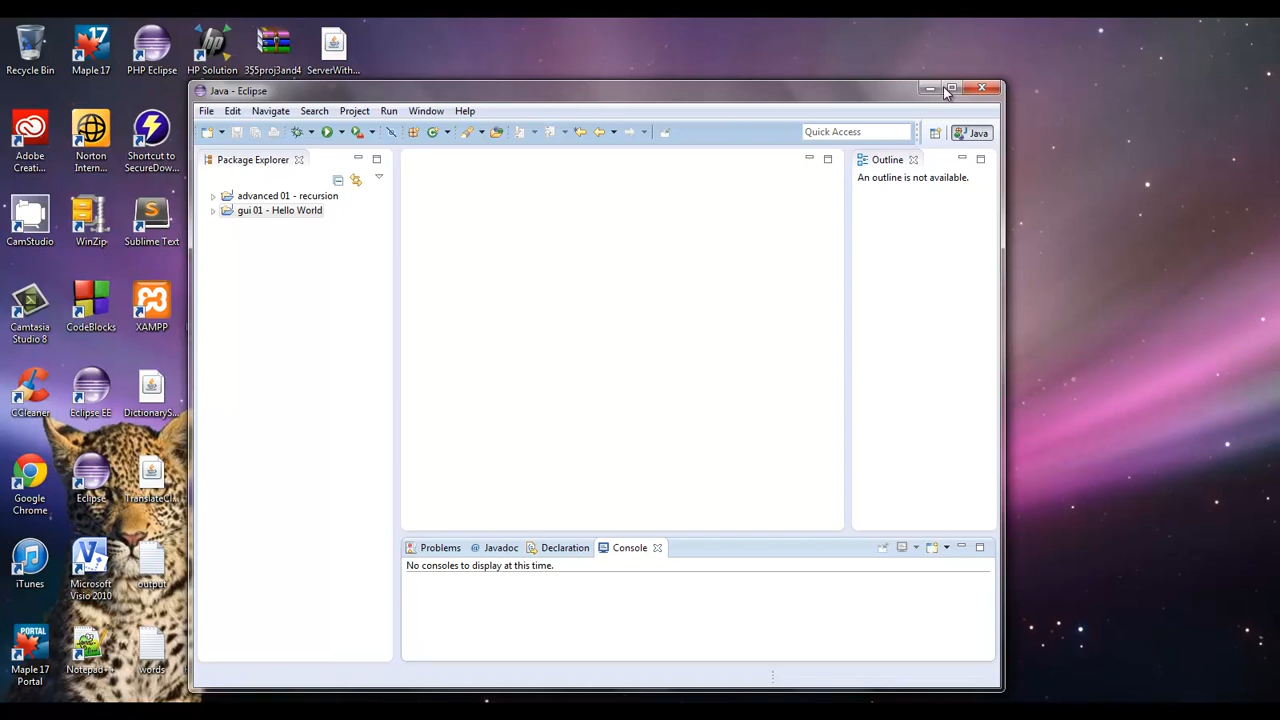 Recycle Bin
Maple 17
PHP Eclipse
HP Solution
355proj3and4
ServerWith...
Adobe
Creati...
Norton
Intern...
Shortcut to
SecureDow...
CamStudio
WinZip
Sublime Text
Camtasia
Studio 8
CodeBlocks
XAMPP
CCleaner
Eclipse EE
DictionaryS...
Google
Chrome
Eclipse
TranslateCl...
iTunes
Microsoft
Visio 2010
output
Maple 17
Portal
Notepad++
words
Java - Eclipse
File Edit Navigate Search Project Run Window Help
Quick Access
Java
Package Explorer
advanced 01 - recursion
gui 01 - Hello World
Outline
An outline is not available.
Problems @ Javadoc Declaration Console
No consoles to display at this time.